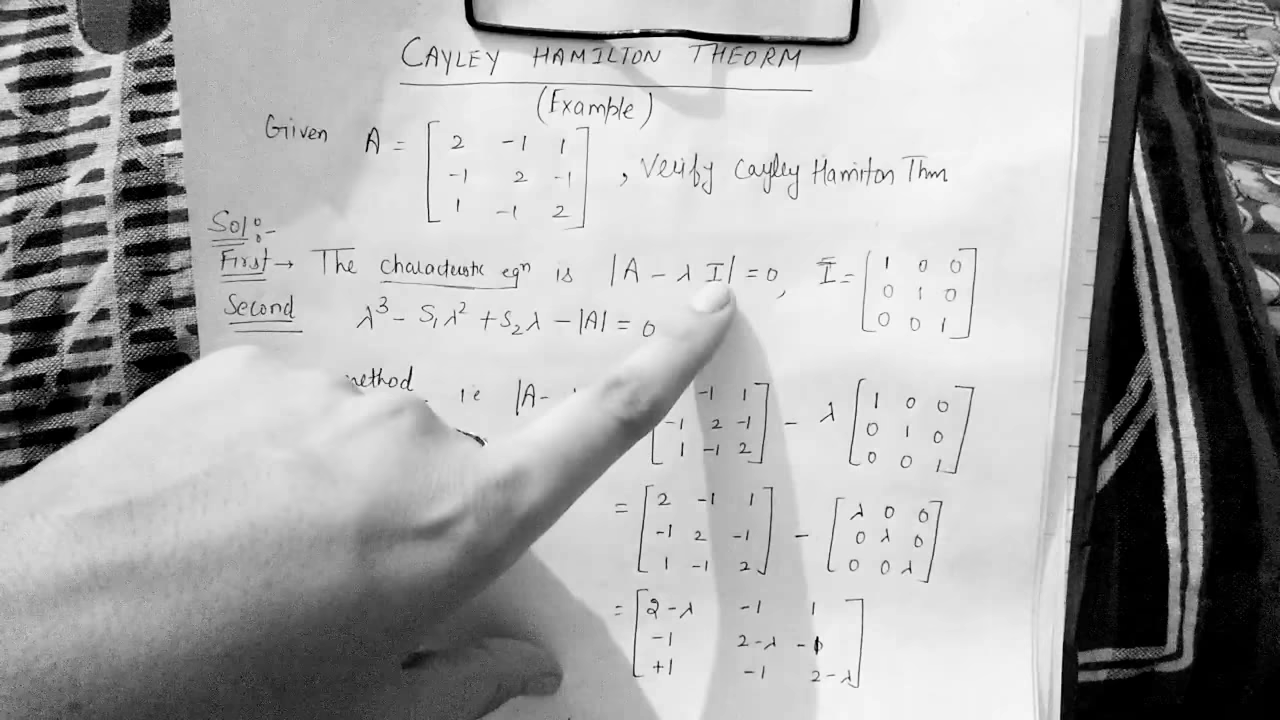 CAYLEY HAMILTON THEORM
(Example)
Given A = [ 2 -1 1
-1 2 -1
1 -1 2 ] , Verify Cayley Hamilton Thm
Sol:-
First → The characteristic eqⁿ is |A - λI| = 0, I = [ 1 0 0
0 1 0
0 0 1 ]
Second λ³ - S₁λ² + S₂λ - |A| = 0
method ie |A-
-1 1
-1 2 -1
1 -1 2 ] - λ [ 1 0 0
0 1 0
0 0 1 ]
= [ 2 -1 1
-1 2 -1
1 -1 2 ] - [ λ 0 0
0 λ 0
0 0 λ ]
= [ 2-λ -1 1
-1 2-λ -1
+1 -1 2-λ ]